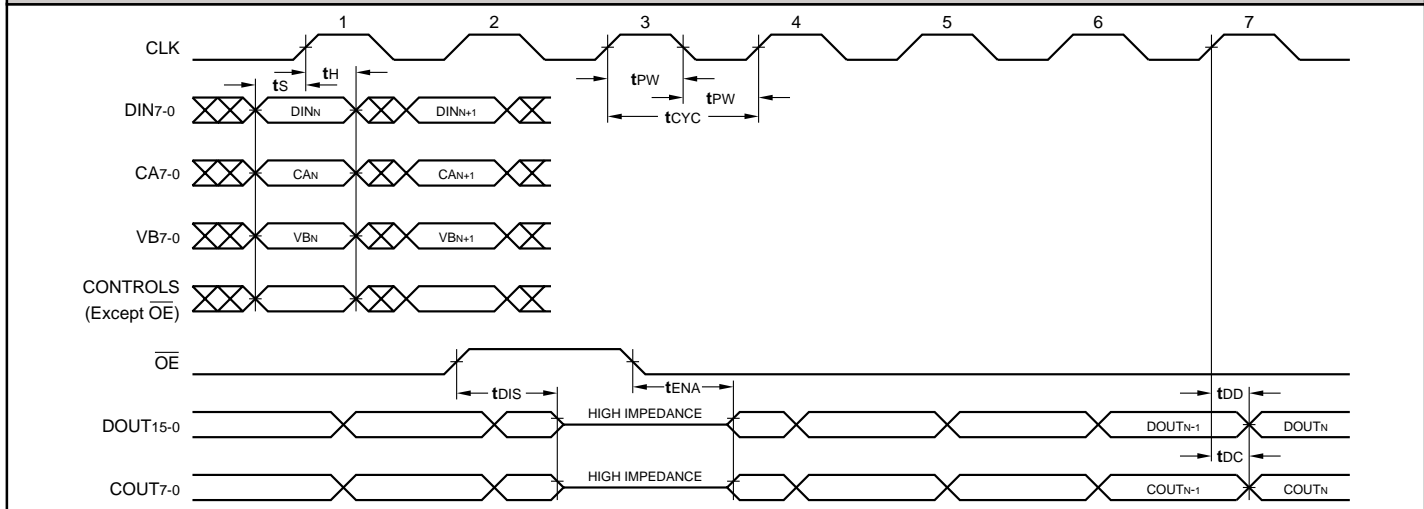 1 2 3 4 5 6 7
CLK
tS tH tPW tPW tCYC
DIN7-0 DINN DINN+1
CA7-0 CAN CAN+1
VB7-0 VBN VBN+1
CONTROLS
(Except OE)
OE
tDIS tENA tDD
DOUT15-0 HIGH IMPEDANCE DOUTN-1 DOUTN
tDC
COUT7-0 HIGH IMPEDANCE COUTN-1 COUTN